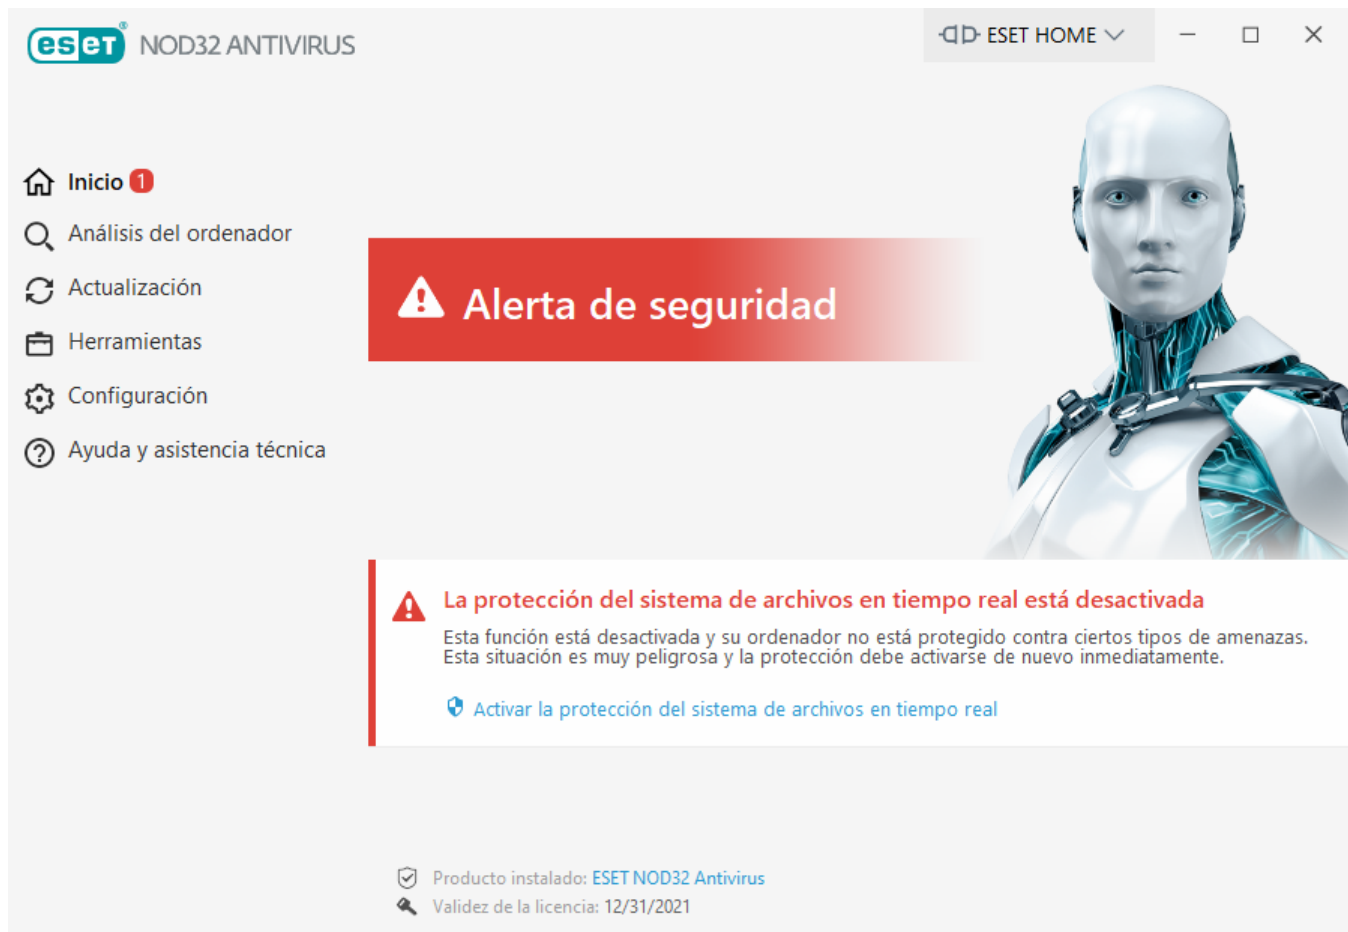 eset® NOD32 ANTIVIRUS
ESET HOME
Inicio 1
Análisis del ordenador
Actualización
Herramientas
Configuración
Ayuda y asistencia técnica
Alerta de seguridad
La protección del sistema de archivos en tiempo real está desactivada
Esta función está desactivada y su ordenador no está protegido contra ciertos tipos de amenazas.
Esta situación es muy peligrosa y la protección debe activarse de nuevo inmediatamente.
Activar la protección del sistema de archivos en tiempo real
Producto instalado: ESET NOD32 Antivirus
Validez de la licencia: 12/31/2021